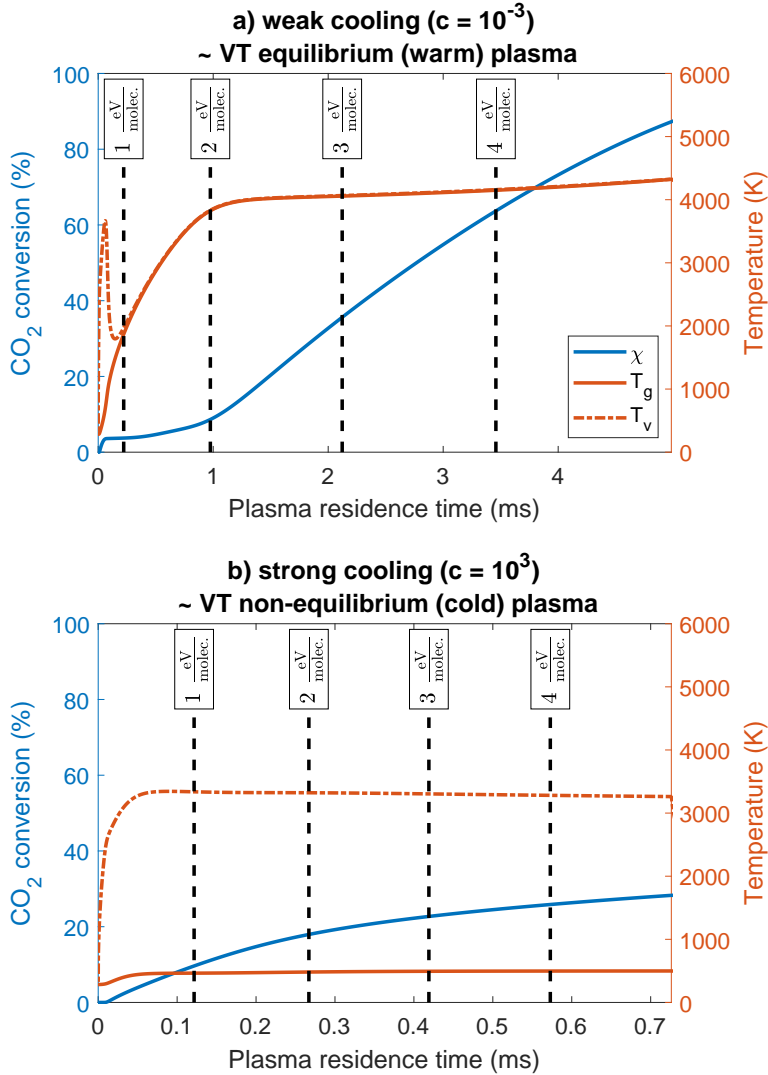 a) weak cooling (c = 10⁻³)
~ VT equilibrium (warm) plasma
100
80
60
40
20
0
CO₂ conversion (%)
1 eV/molec.
2 eV/molec.
3 eV/molec.
4 eV/molec.
6000
5000
4000
3000
2000
1000
0
Temperature (K)
χ
T_g
T_v
0 1 2 3 4
Plasma residence time (ms)
b) strong cooling (c = 10³)
~ VT non-equilibrium (cold) plasma
100
80
60
40
20
0
CO₂ conversion (%)
1 eV/molec.
2 eV/molec.
3 eV/molec.
4 eV/molec.
6000
5000
4000
3000
2000
1000
0
Temperature (K)
0 0.1 0.2 0.3 0.4 0.5 0.6 0.7
Plasma residence time (ms)